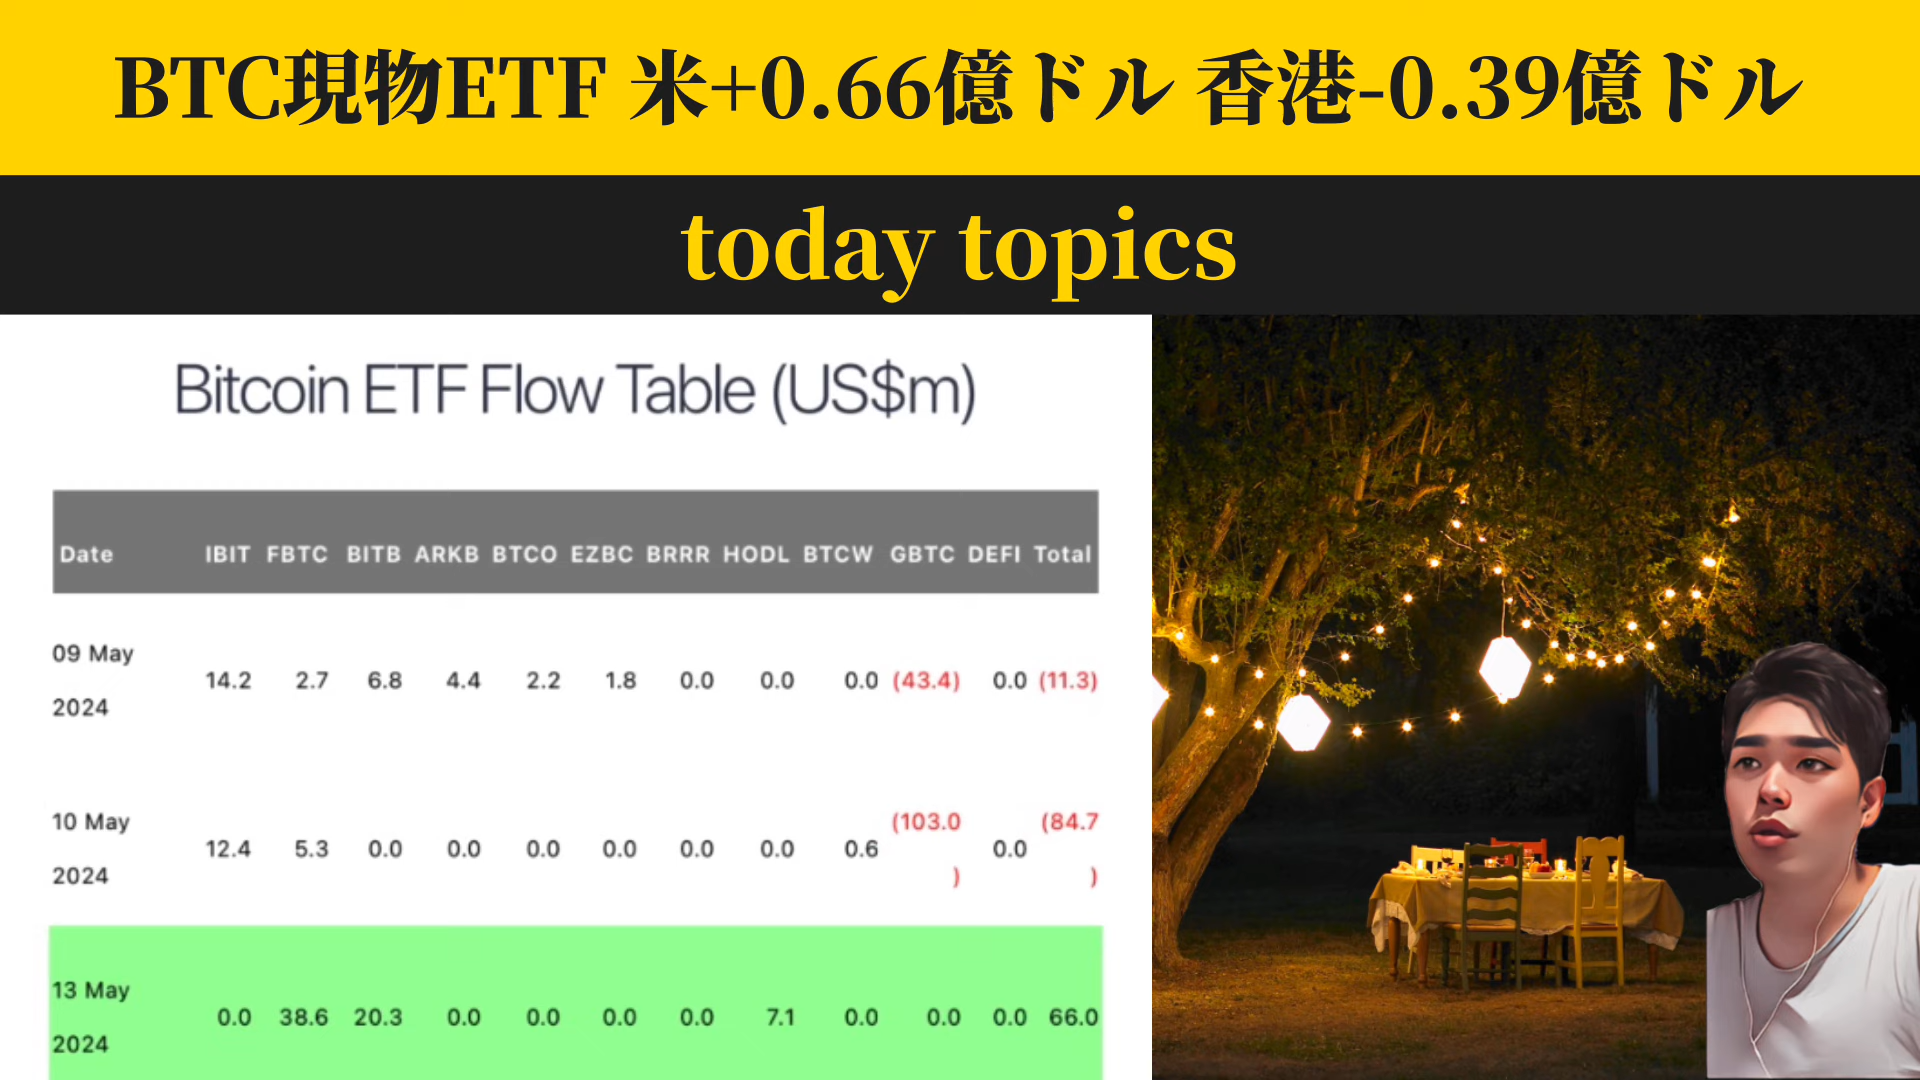 BTC現物ETF 米+0.66億ドル 香港-0.39億ドル
today topics
Bitcoin ETF Flow Table (US$m)
Date IBIT FBTC BITB ARKB BTCO EZBC BRRR HODL BTCW GBTC DEFI Total
09 May 2024 14.2 2.7 6.8 4.4 2.2 1.8 0.0 0.0 0.0 (43.4) 0.0 (11.3)
10 May 2024 12.4 5.3 0.0 0.0 0.0 0.0 0.0 0.0 0.6 (103.0) 0.0 (84.7)
13 May 2024 0.0 38.6 20.3 0.0 0.0 0.0 0.0 7.1 0.0 0.0 0.0 66.0